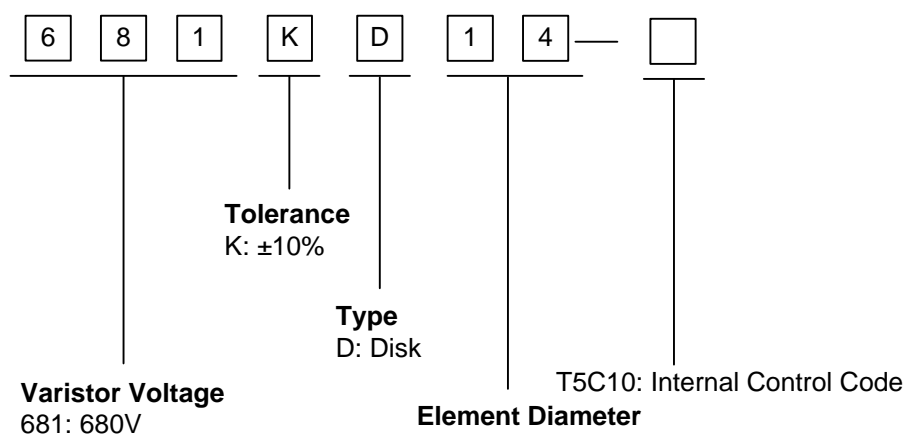 6 8 1 K D 1 4 —
Tolerance
K: ±10%
Type
D: Disk
T5C10: Internal Control Code
Varistor Voltage
681: 680V
Element Diameter